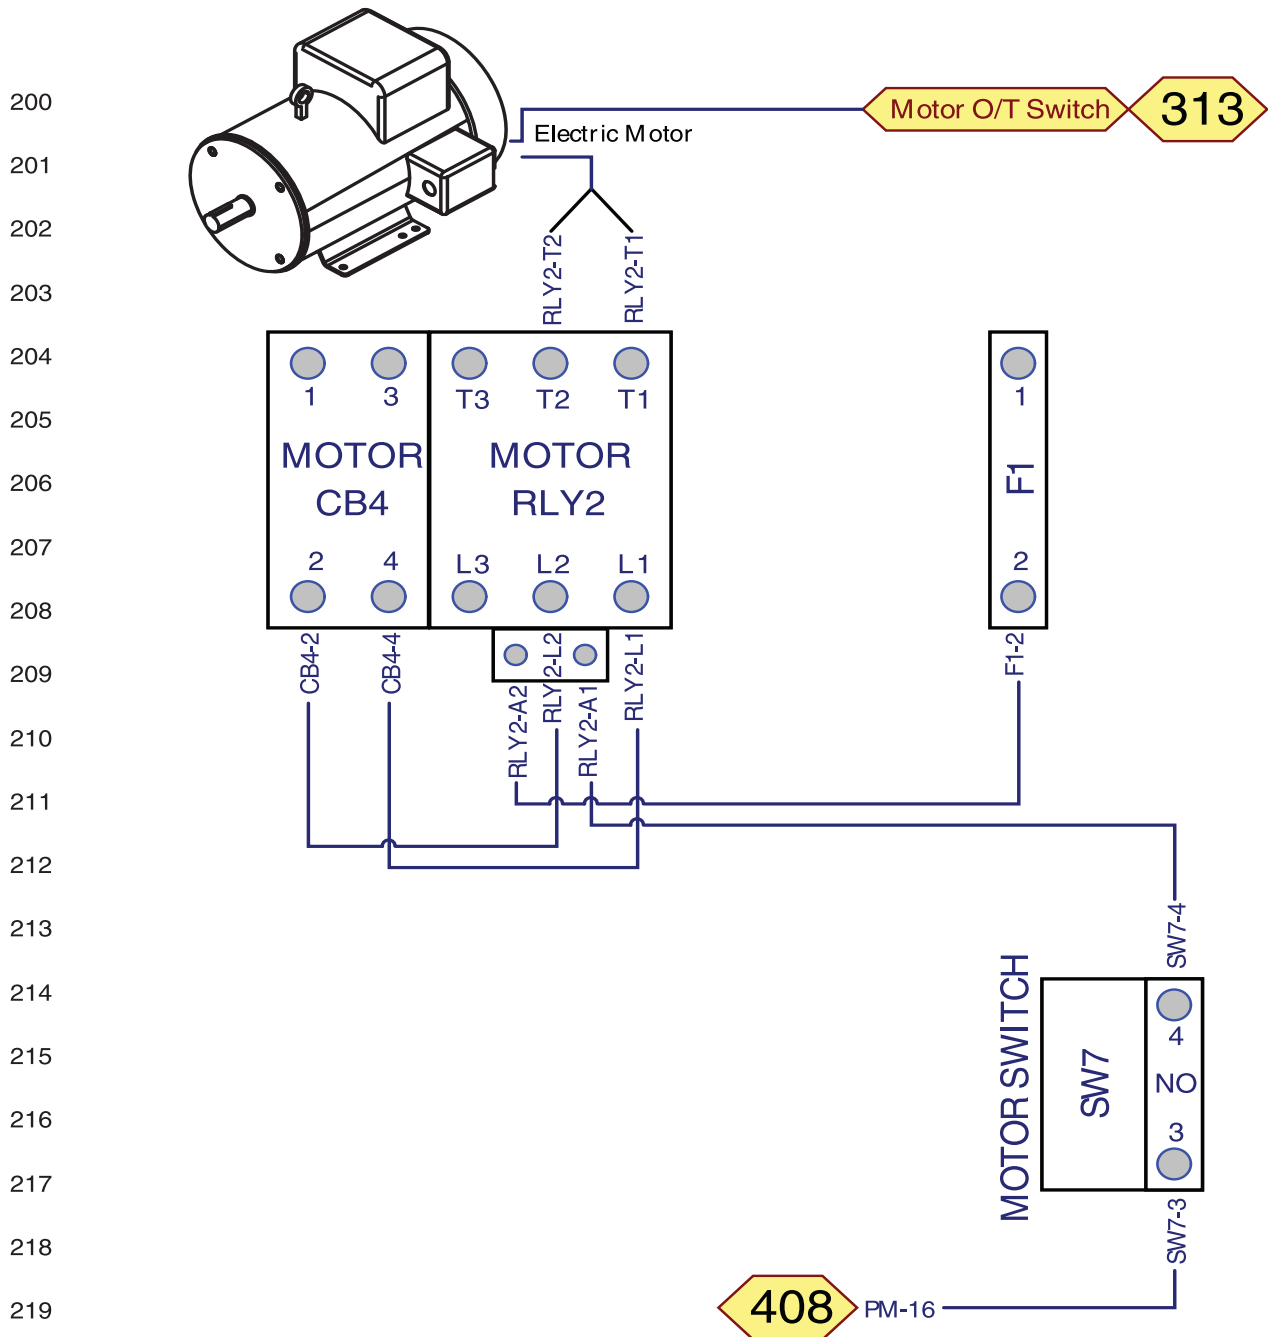 200
Motor O/T Switch
313
Electric Motor
201
202
RLY2-T2
RLY2-T1
203
204
1
3
T3
T2
T1
1
205
MOTOR
CB4
MOTOR
RLY2
F1
206
207
2
4
L3
L2
L1
2
208
CB4-2
CB4-4
RLY2-A2
RLY2-L2
RLY2-A1
RLY2-L1
F1-2
209
210
211
212
213
SW7-4
214
MOTOR SWITCH
SW7
4
NO
3
215
216
217
SW7-3
218
219
408
PM-16